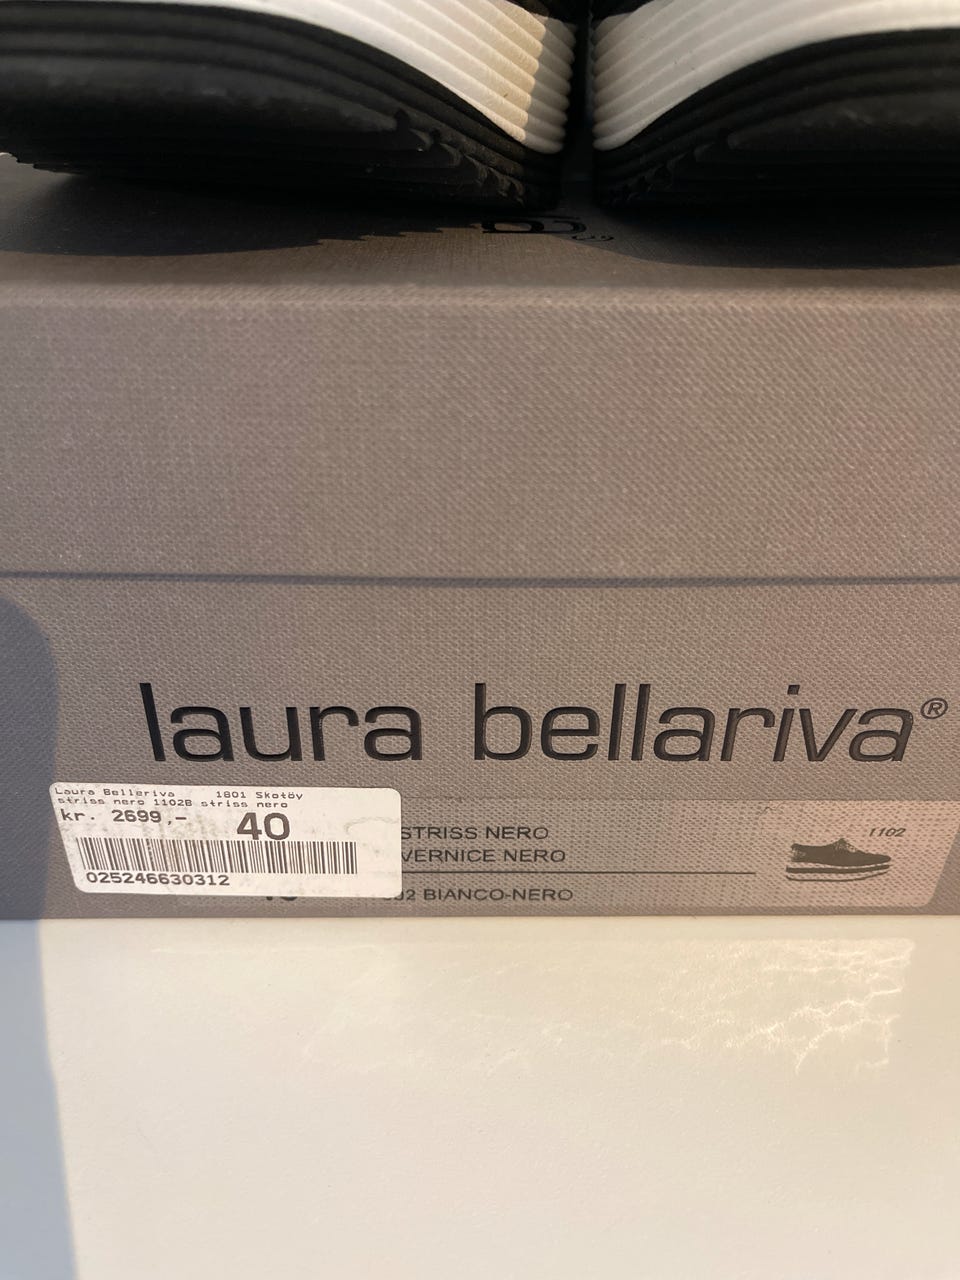 laura bellariva®
Laura Belleriva 1801 Skotöy
striss nero 1102B striss nero
kr. 2699,- 40
025246630312
STRISS NERO
VERNICE NERO
1102
BIANCO-NERO